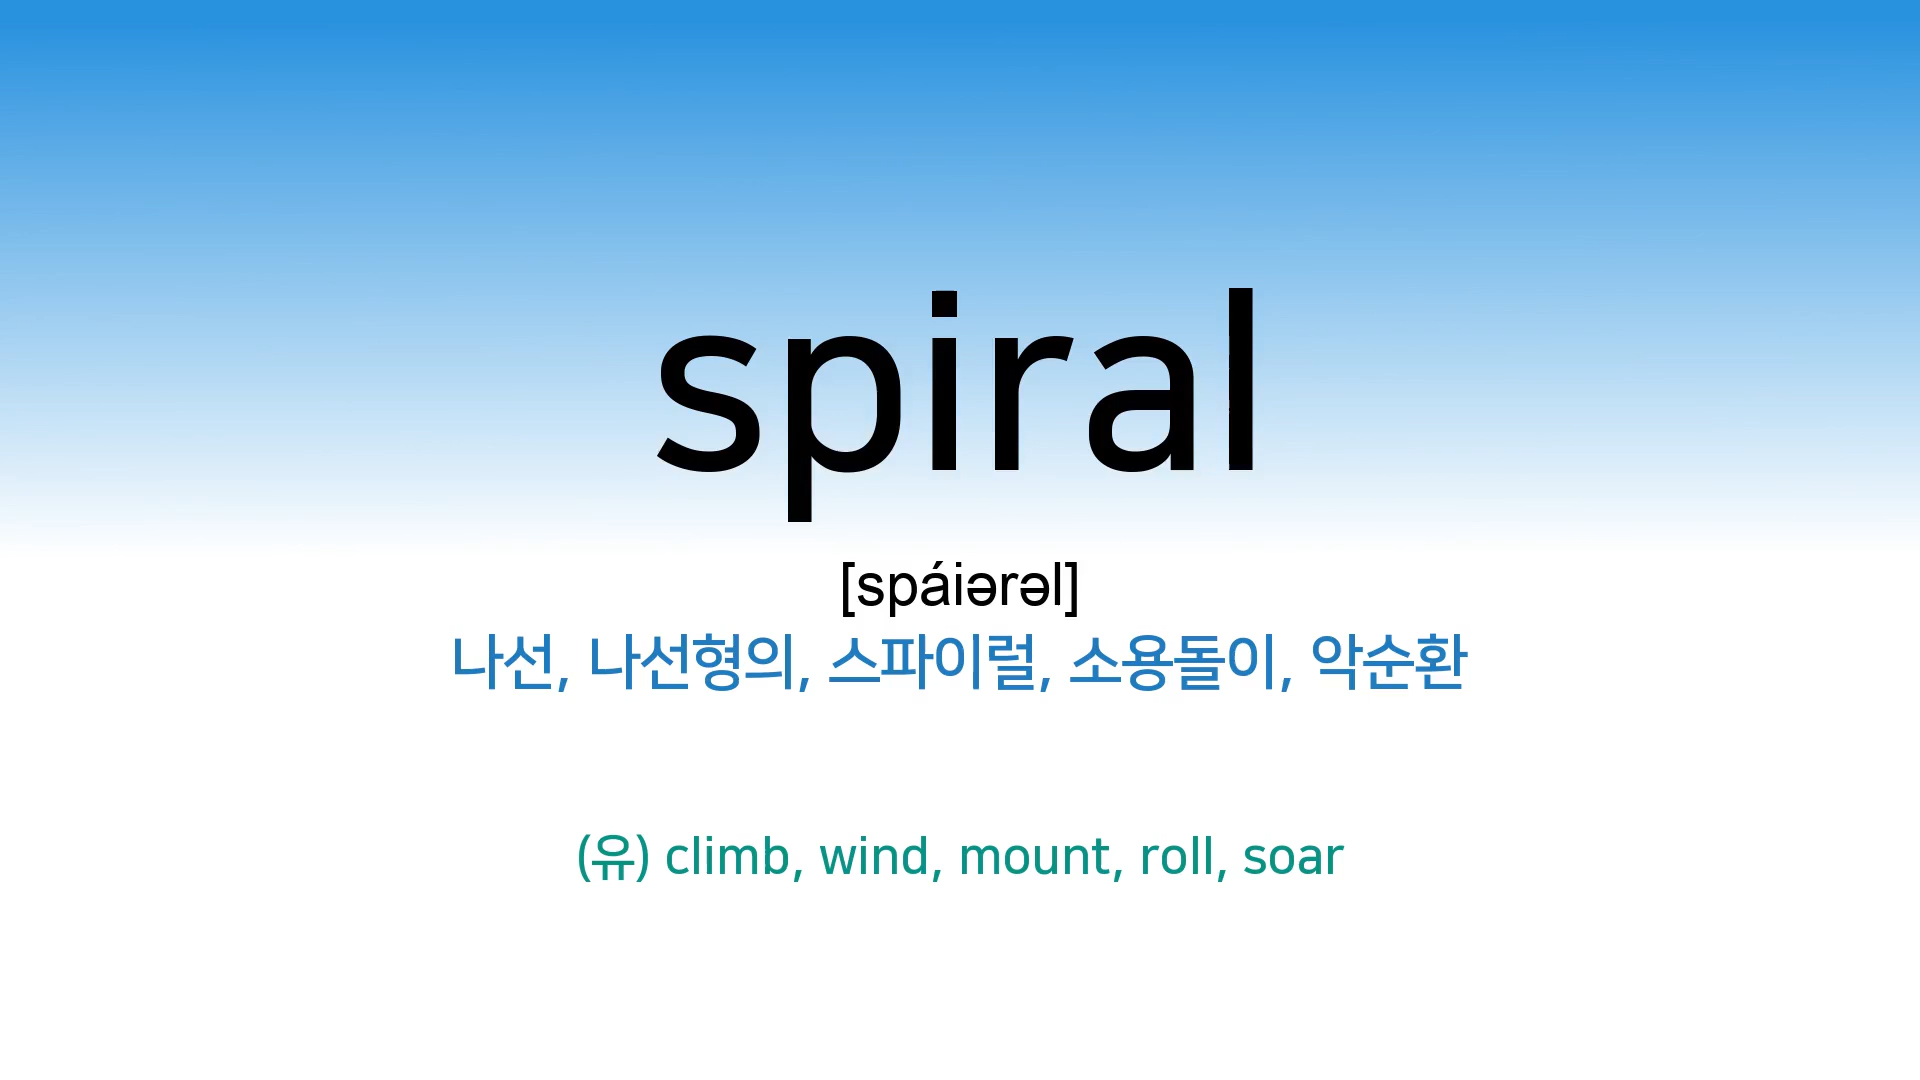 spiral
[spáiərəl]
나선, 나선형의, 스파이럴, 소용돌이, 악순환
(유) climb, wind, mount, roll, soar